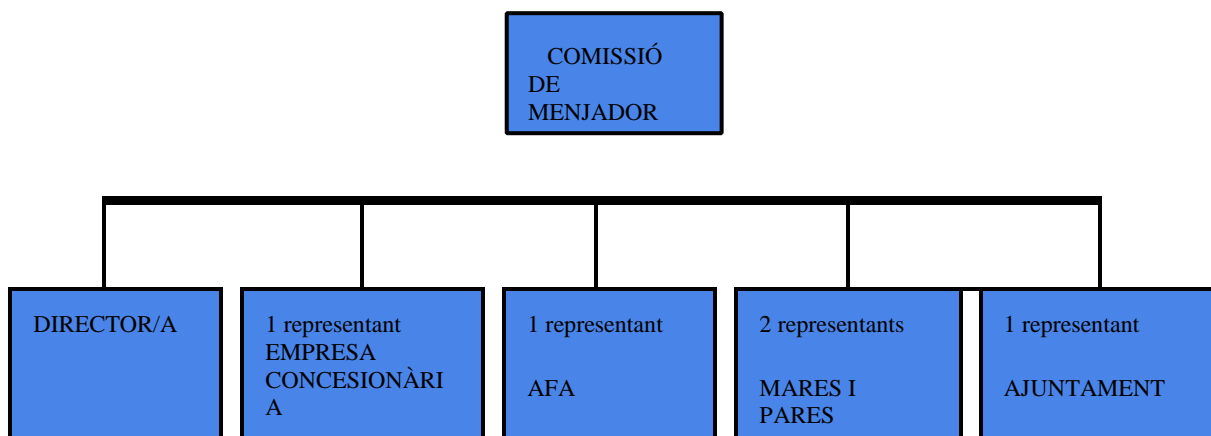 COMISSIÓ
DE
MENJADOR
DIRECTOR/A
1 representant
EMPRESA
CONCESIONÀRI
A
1 representant
AFA
2 representants
MARES I
PARES
1 representant
AJUNTAMENT